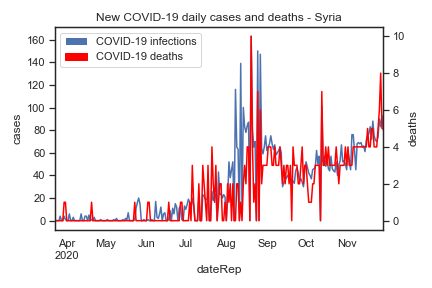 New COVID-19 daily cases and deaths - Syria
COVID-19 infections
COVID-19 deaths
160
140
120
100
80
60
40
20
0
cases
10
8
6
4
2
0
deaths
Apr May Jun Jul Aug Sep Oct Nov
2020
dateRep